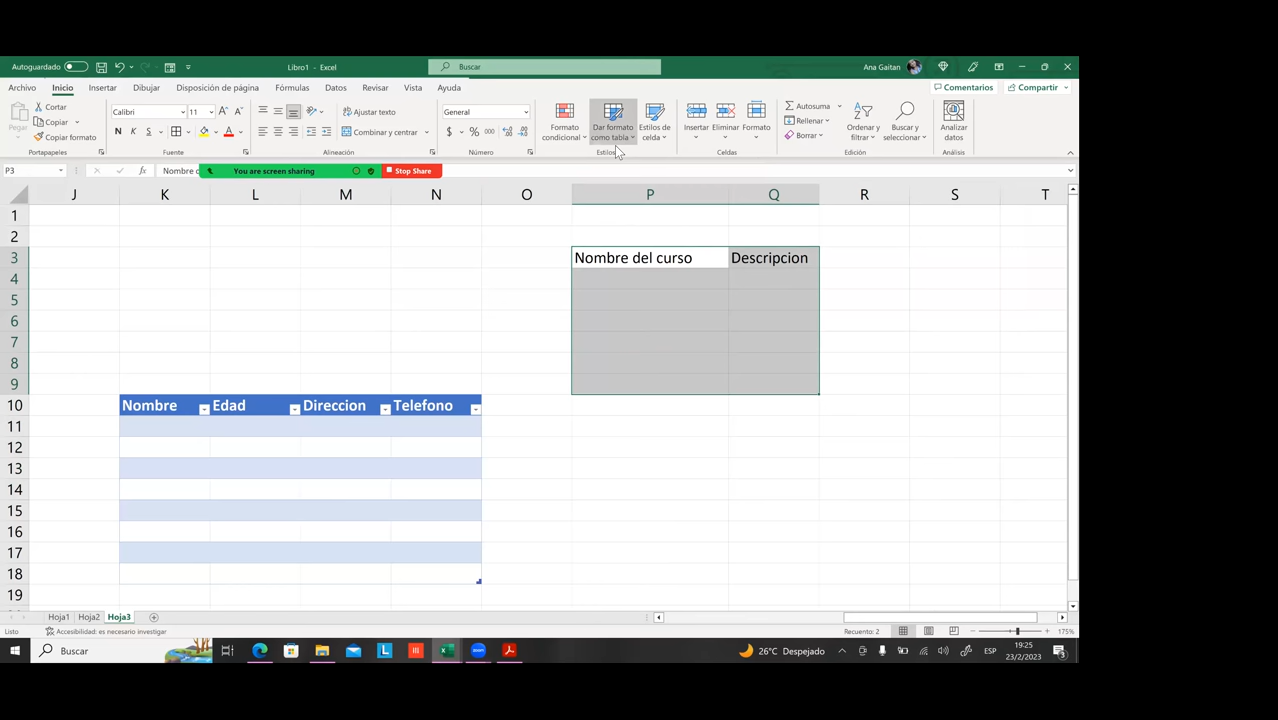 Autoguardado
Libro1 - Excel
Buscar
Ana Gaitan
Archivo Inicio Insertar Dibujar Disposición de página Fórmulas Datos Revisar Vista Ayuda
Comentarios
Compartir
Pegar
Cortar
Copiar
Copiar formato
Portapapeles
Calibri 11
N K S
Fuente
Ajustar texto
Combinar y centrar
Alineación
General
$ % 000
Número
Formato condicional
Dar formato como tabla
Estilos de celda
Estilos
Insertar
Eliminar
Formato
Celdas
Autosuma
Rellenar
Borrar
Ordenar y filtrar
Buscar y seleccionar
Edición
Analizar datos
Análisis
P3
fx
Nombre
You are screen sharing
Stop Share
J K L M N O P Q R S T
1
2
3 Nombre del curso Descripcion
4
5
6
7
8
9
10 Nombre Edad Direccion Telefono
11
12
13
14
15
16
17
18
19
Hoja1 Hoja2 Hoja3
Listo
Accesibilidad: es necesario investigar
Recuento: 2
175%
Buscar
zoom
26°C Despejado
ESP
19:25
23/2/2023
3